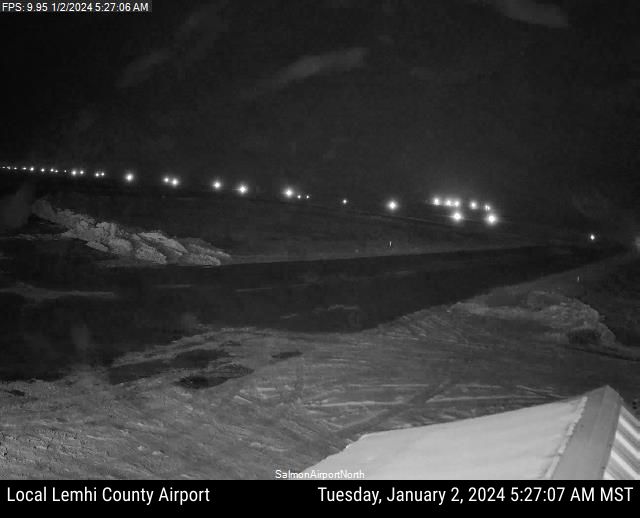 FPS: 9.95 1/2/2024 5:27:06 AM
SalmonAirportNorth
Local Lemhi County Airport Tuesday, January 2, 2024 5:27:07 AM MST